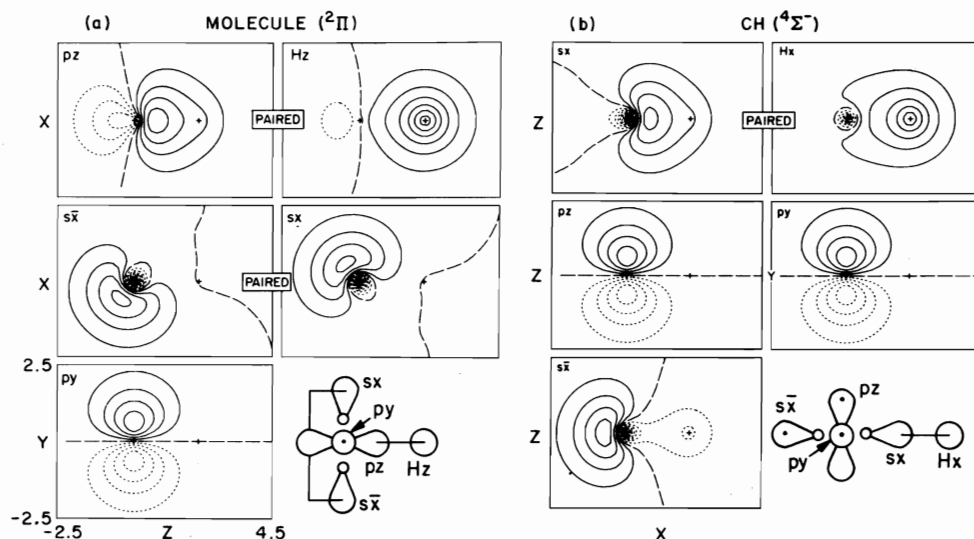 (a) MOLECULE (²Π)
pz
X
PAIRED
Hz
sx̄
X
PAIRED
sx
2.5
py
Y
-2.5
-2.5 Z 4.5
sx
py
pz
Hz
sx̄
(b) CH (⁴Σ⁻)
sx
Z
PAIRED
Hx
pz
Z
py
Y
sx̄
Z
X
pz
sx̄
py
sx
Hx